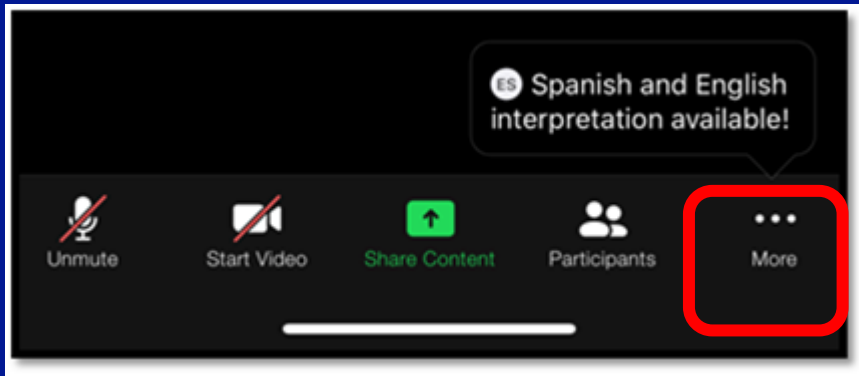 ES Spanish and English
interpretation available!
Unmute
Start Video
Share Content
Participants
More